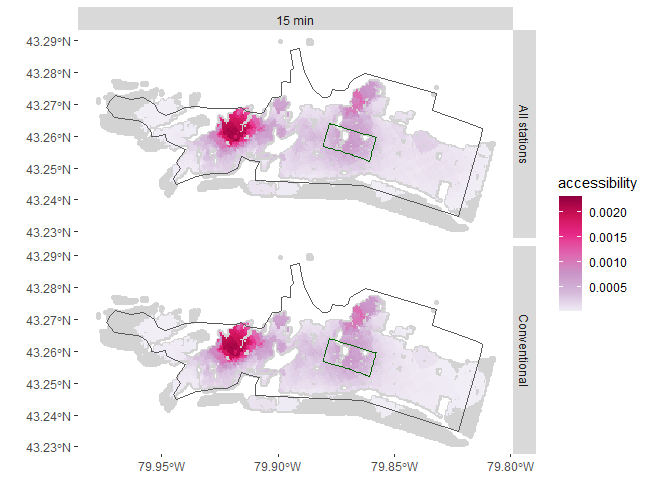 15 min
43.29°N
43.28°N
43.27°N
43.26°N
43.25°N
43.24°N
43.23°N
All stations
accessibility
0.0020
0.0015
0.0010
0.0005
43.29°N
43.28°N
43.27°N
43.26°N
43.25°N
43.24°N
43.23°N
Conventional
79.95°W
79.90°W
79.85°W
79.80°W